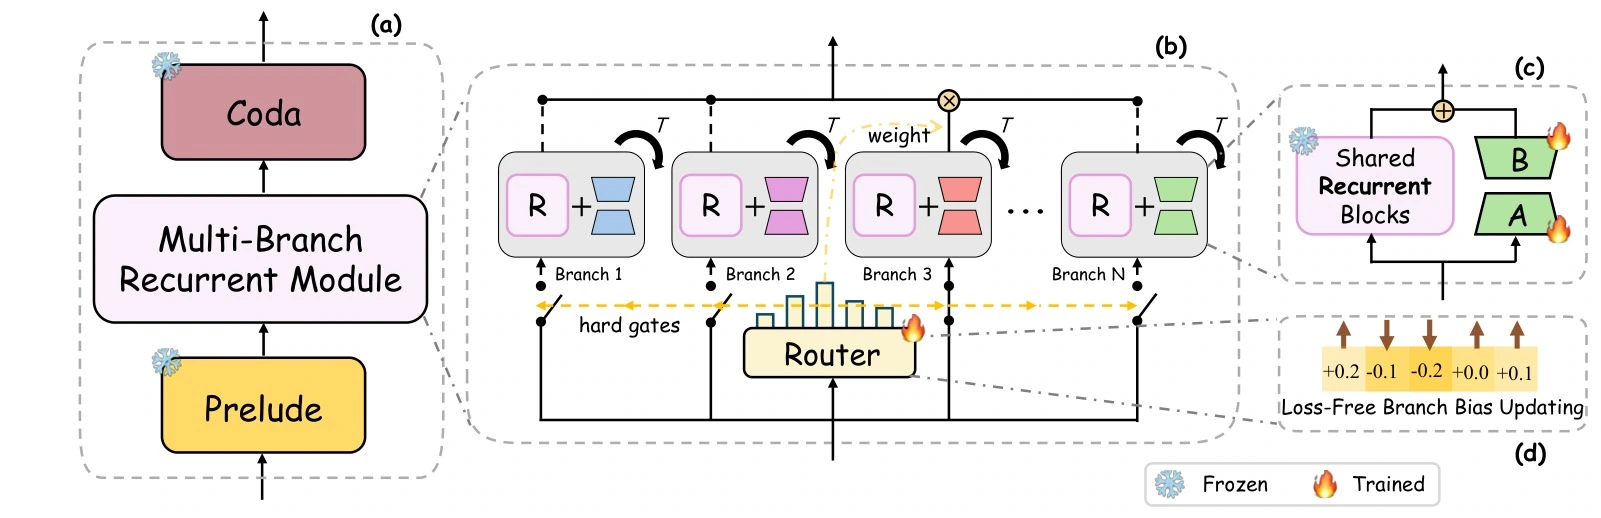 (a)
Coda
Multi-Branch
Recurrent Module
Prelude
(b)
weight
T
T
T
T
R
+
R
+
R
+
...
R
+
Branch 1
Branch 2
Branch 3
Branch N
hard gates
Router
(c)
Shared
Recurrent
Blocks
B
A
+0.2 -0.1 -0.2 +0.0 +0.1
Loss-Free Branch Bias Updating
(d)
Frozen
Trained